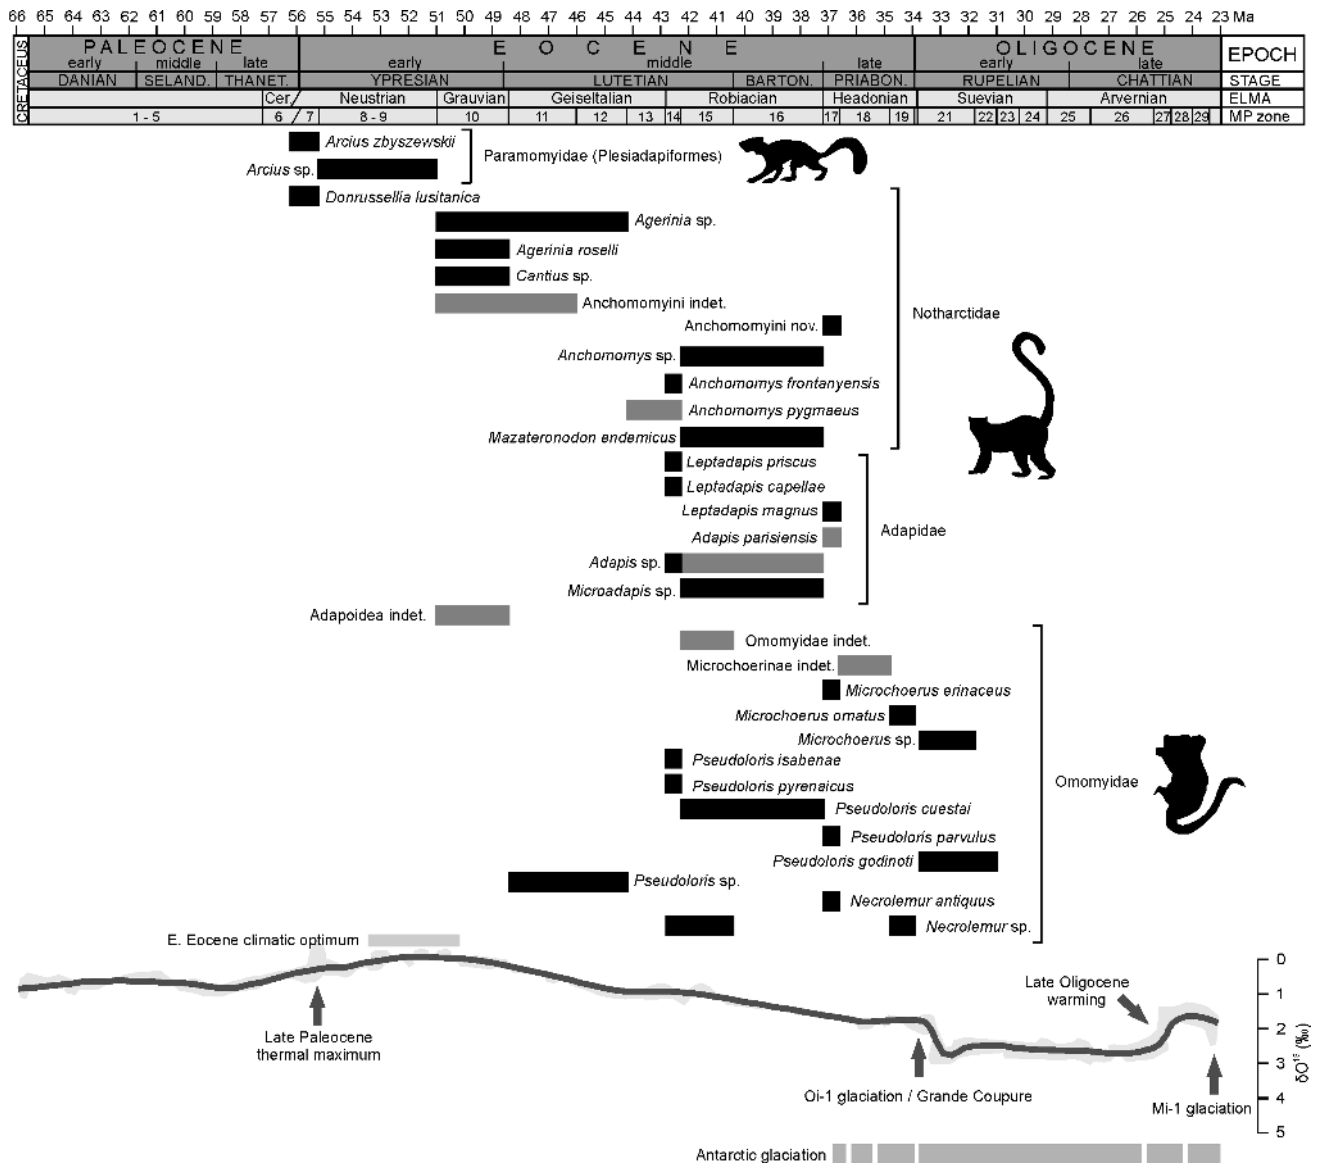 66 65 64 63 62 61 60 59 58 57 56 55 53 52 51 50 49 48 47 46 45 44 43 42 41 40 39 38 37 36 35 34 33 31 30 29 28 27 26 25 24 23 Ma
CRETACEUS
PALEOCENE EOCENE OLIGOCENE EPOCH
early middle late early middle late early late
DANIAN SELAND. THANET. YPRESIAN LUTETIAN BARTON. PRIABON. RUPELIAN CHATTIAN STAGE
Cer. Neustrian Grauvian Geiseltalian Robiacian Headonian Suevian Arvernian ELMA
1 - 5 6 7 8 - 9 10 11 12 13 14 15 16 17 18 19 21 22 23 24 25 26 27 28 29 MP zone
Arcius zbyszewskii
Paramomyidae (Plesiadapiformes)
Arcius sp.
Donrussellia lusitanica
Agerinia sp.
Agerinia roselli
Cantius sp.
Anchomomyini indet.
Notharctidae
Anchomomyini nov.
Anchomomys sp.
Anchomomys frontanyensis
Anchomomys pygmaeus
Mazateronodon endemicus
Leptadapis priscus
Leptadapis capellae
Leptadapis magnus
Adapidae
Adapis parisiensis
Adapis sp.
Microadapis sp.
Adapoidea indet.
Omomyidae indet.
Microchoerinae indet.
Microchoerus erinaceus
Microchoerus ornatus
Microchoerus sp.
Pseudoloris isabenae
Omomyidae
Pseudoloris pyrenaicus
Pseudoloris cuestai
Pseudoloris parvulus
Pseudoloris godinoti
Pseudoloris sp.
Necrolemur antiquus
Necrolemur sp.
E. Eocene climatic optimum
0
1
2
3
4
5
δO¹⁸ (‰)
Late Oligocene
warming
Late Paleocene
thermal maximum
Oi-1 glaciation / Grande Coupure
Mi-1 glaciation
Antarctic glaciation